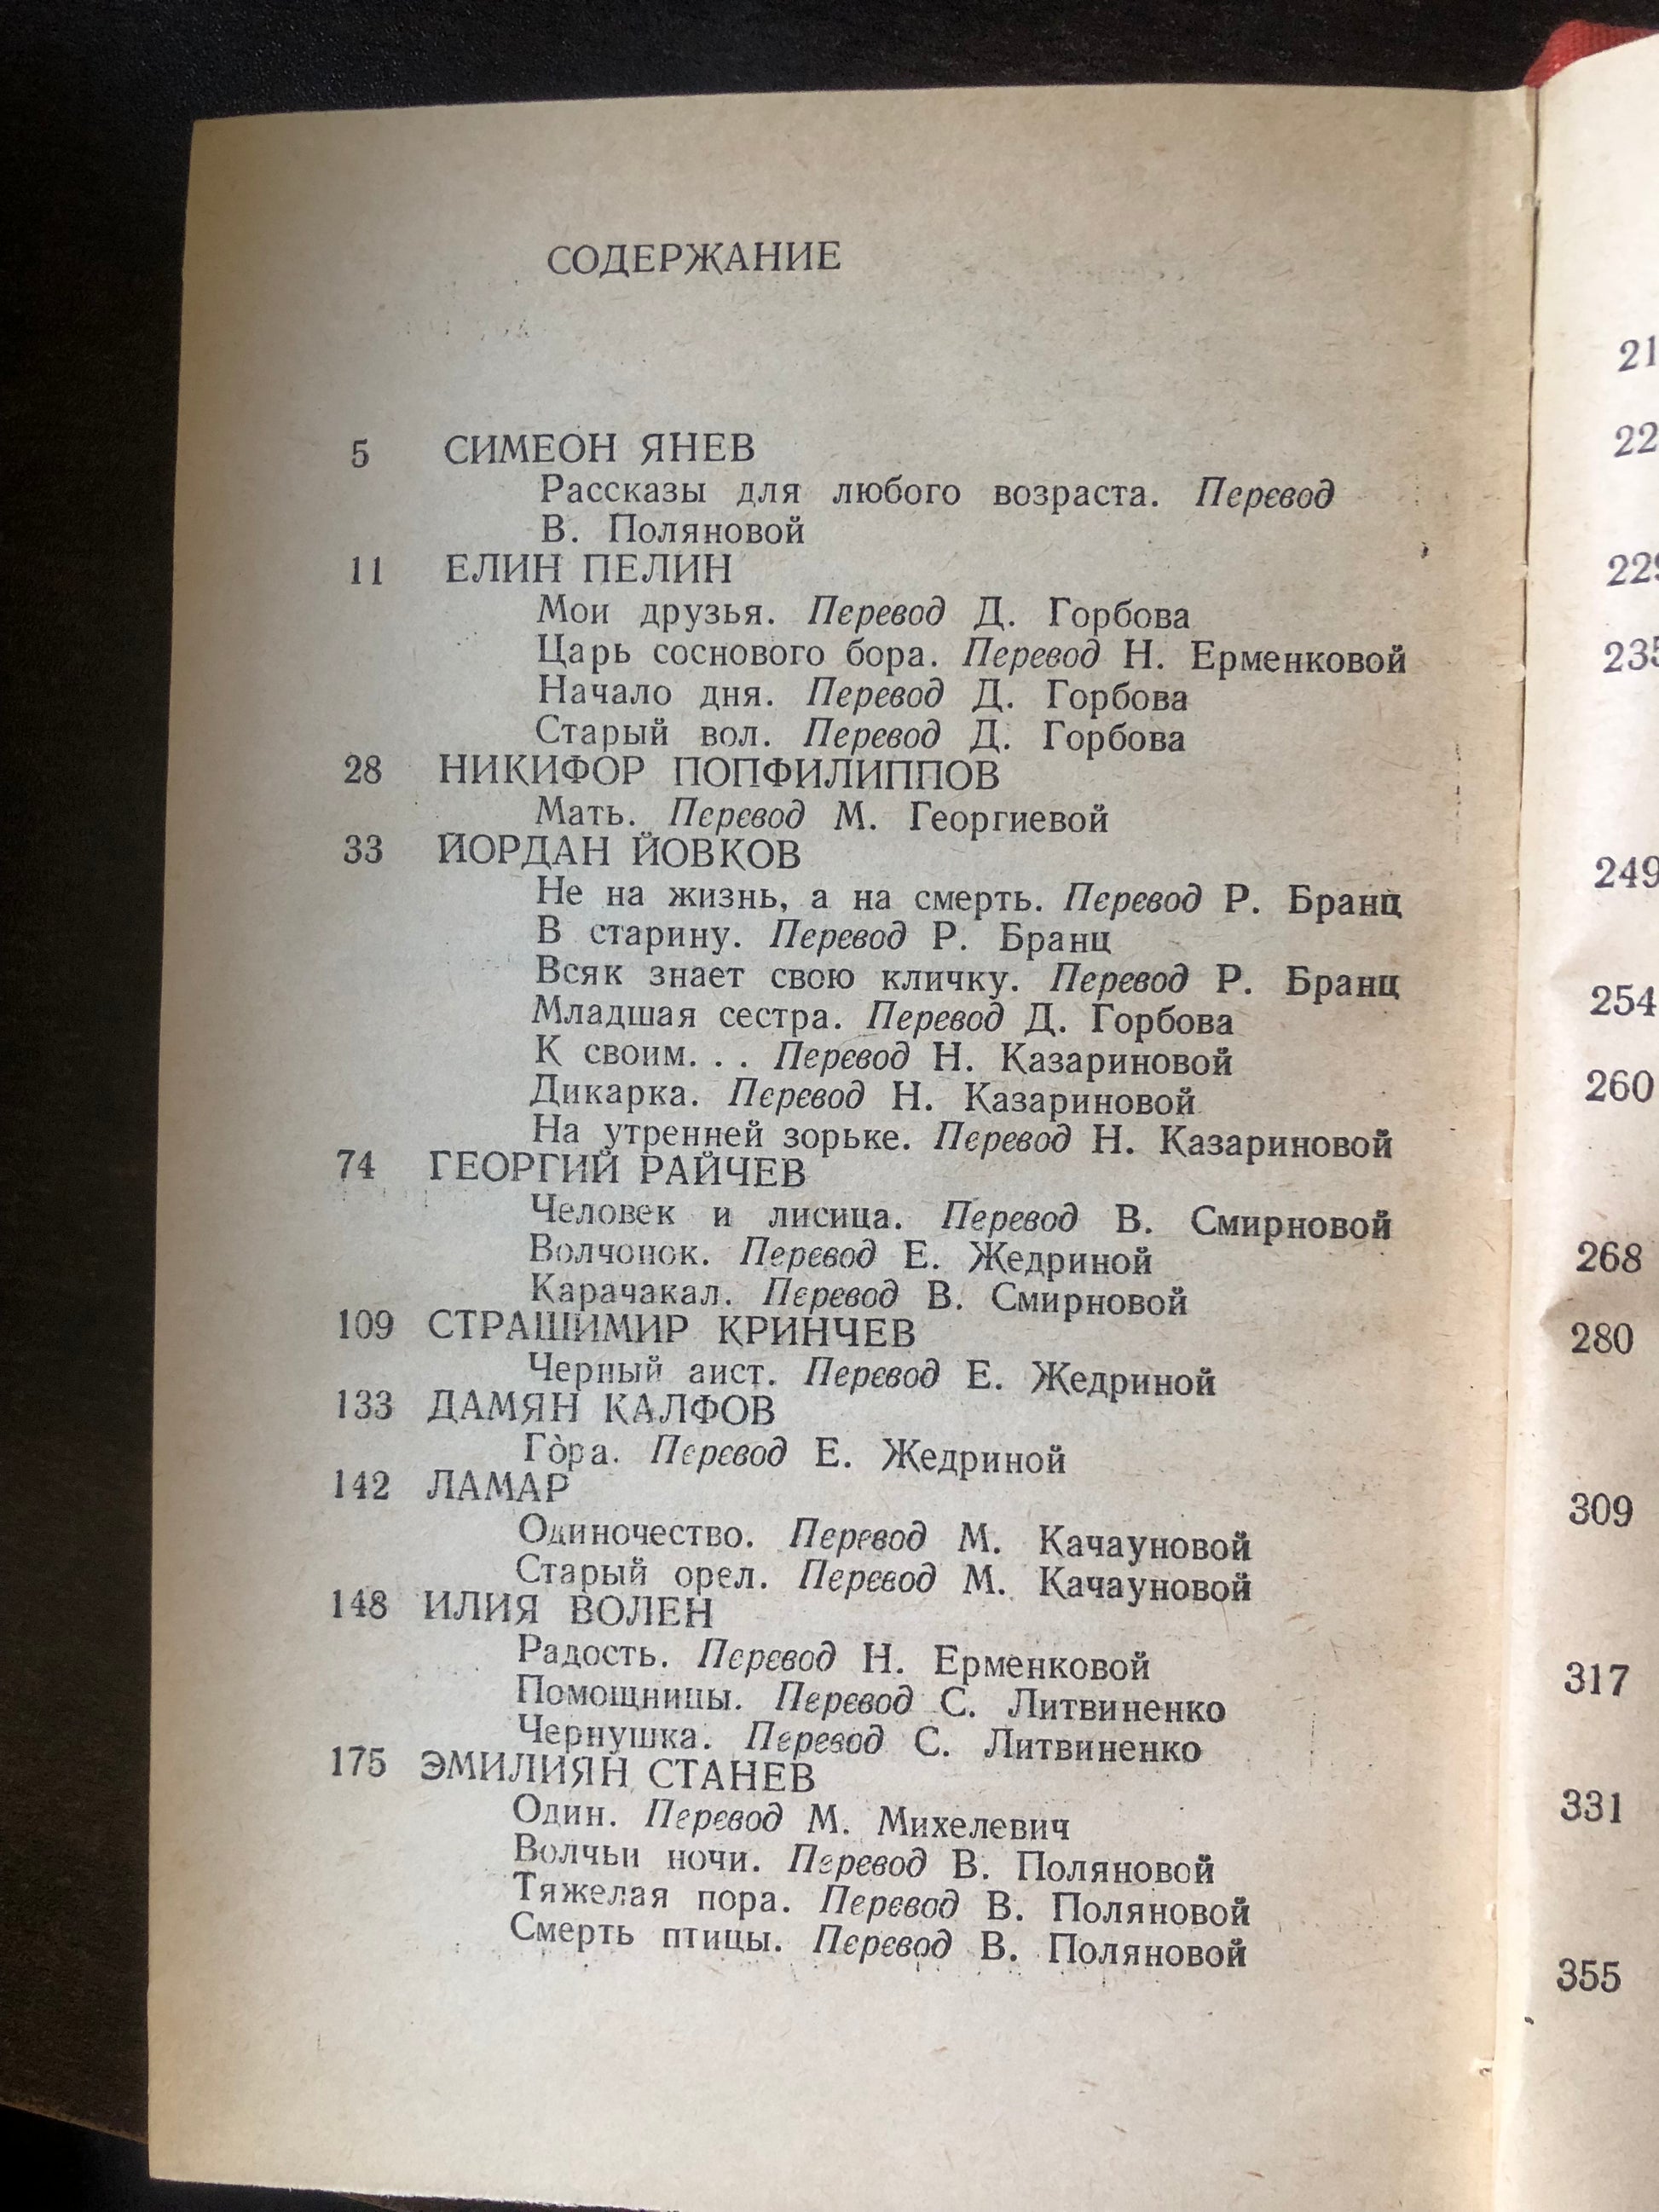 СОДЕРЖАНИЕ
5 СИМЕОН ЯНЕВ
Рассказы для любого возраста. Перевод
В. Поляновой
11 ЕЛИН ПЕЛИН
Мои друзья. Перевод Д. Горбова
Царь соснового бора. Перевод Н. Ерменковой
Начало дня. Перевод Д. Горбова
Старый вол. Перевод Д. Горбова
28 НИКИФОР ПОПФИЛИППОВ
Мать. Перевод М. Георгиевой
33 ЙОРДАН ЙОВКОВ
Не на жизнь, а на смерть. Перевод Р. Бранц
В старину. Перевод Р. Бранц
Всяк знает свою кличку. Перевод Р. Бранц
Младшая сестра. Перевод Д. Горбова
К своим. . . Перевод Н. Казариновой
Дикарка. Перевод Н. Казариновой
На утренней зорьке. Перевод Н. Казариновой
74 ГЕОРГИЙ РАЙЧЕВ
Человек и лисица. Перевод В. Смирновой
Волчонок. Перевод Е. Жедриной
Карачакал. Перевод В. Смирновой
109 СТРАШИМИР КРИНЧЕВ
Черный аист. Перевод Е. Жедриной
133 ДАМЯН КАЛФОВ
Го̀ра. Перевод Е. Жедриной
142 ЛАМАР
Одиночество. Перевод М. Качауновой
Старый орел. Перевод М. Качауновой
148 ИЛИЯ ВОЛЕН
Радость. Перевод Н. Ерменковой
Помощницы. Перевод С. Литвиненко
Чернушка. Перевод С. Литвиненко
175 ЭМИЛИЯН СТАНЕВ
Один. Перевод М. Михелевич
Волчьи ночи. Перевод В. Поляновой
Тяжелая пора. Перевод В. Поляновой
Смерть птицы. Перевод В. Поляновой
235
249
254
260
268
280
309
317
331
355